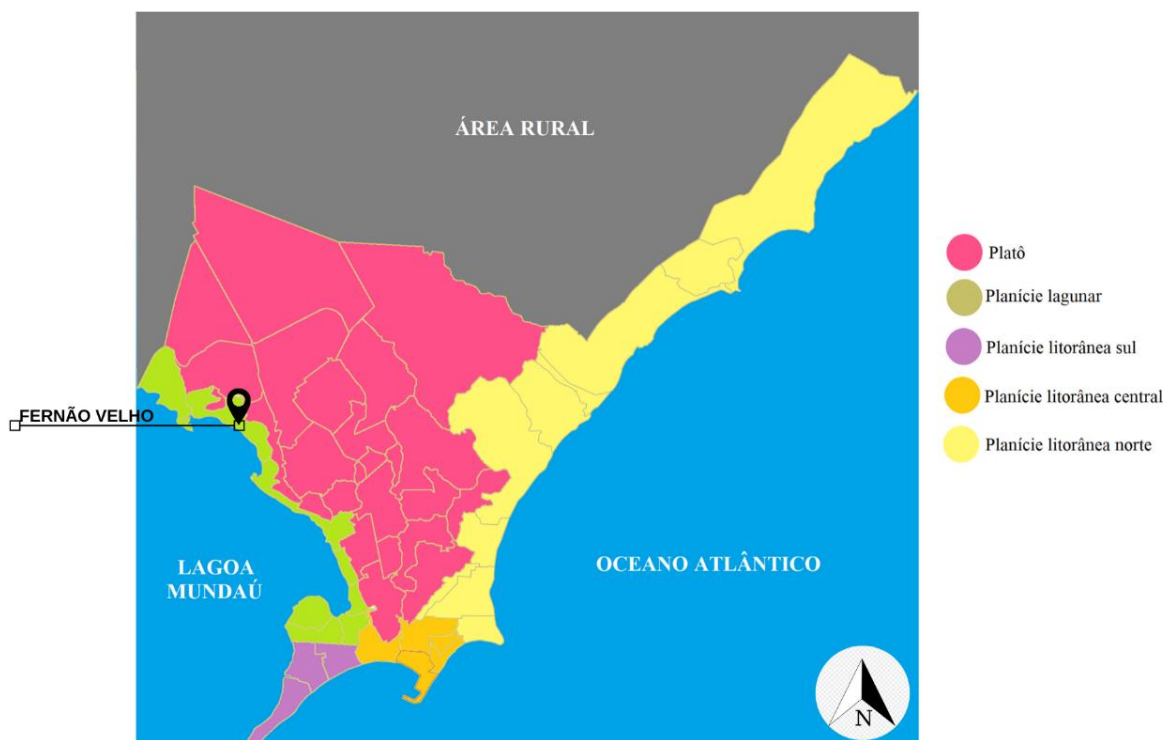 ÁREA RURAL
FERNÃO VELHO
LAGOA
MUNDAÚ
OCEANO ATLÂNTICO
N
Platô
Planície lagunar
Planície litorânea sul
Planície litorânea central
Planície litorânea norte